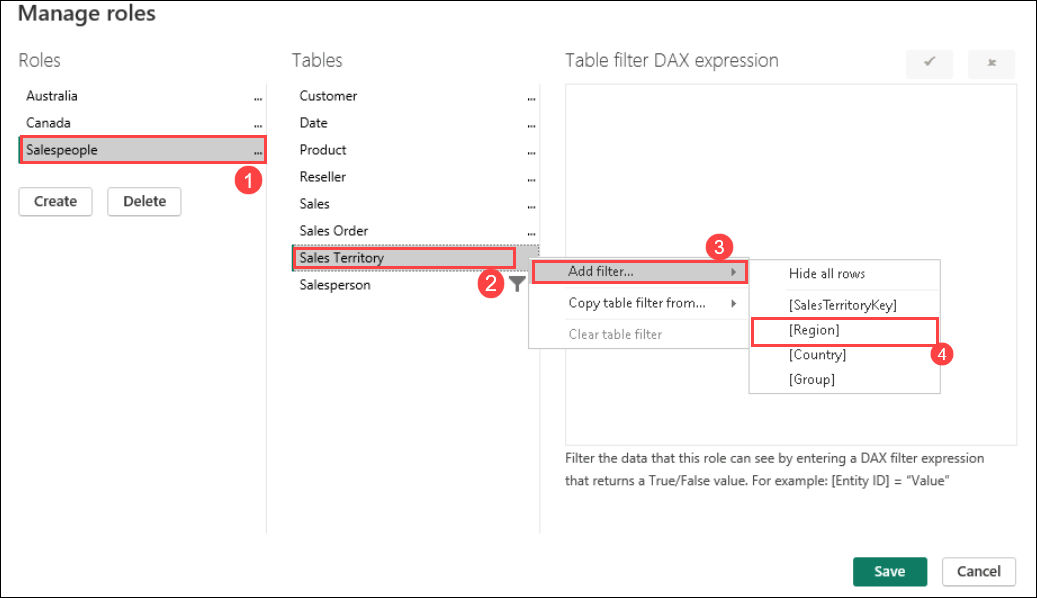 Manage roles
Roles
Australia ...
Canada ...
Salespeople ...
1
Create
Delete
Tables
Customer ...
Date ...
Product ...
Reseller ...
Sales ...
Sales Order ...
Sales Territory
2
Salesperson
3
Add filter...
Copy table filter from...
Clear table filter
Hide all rows
[SalesTerritoryKey]
[Region]
4
[Country]
[Group]
Table filter DAX expression
Filter the data that this role can see by entering a DAX filter expression
that returns a True/False value. For example: [Entity ID] = “Value”
Save
Cancel